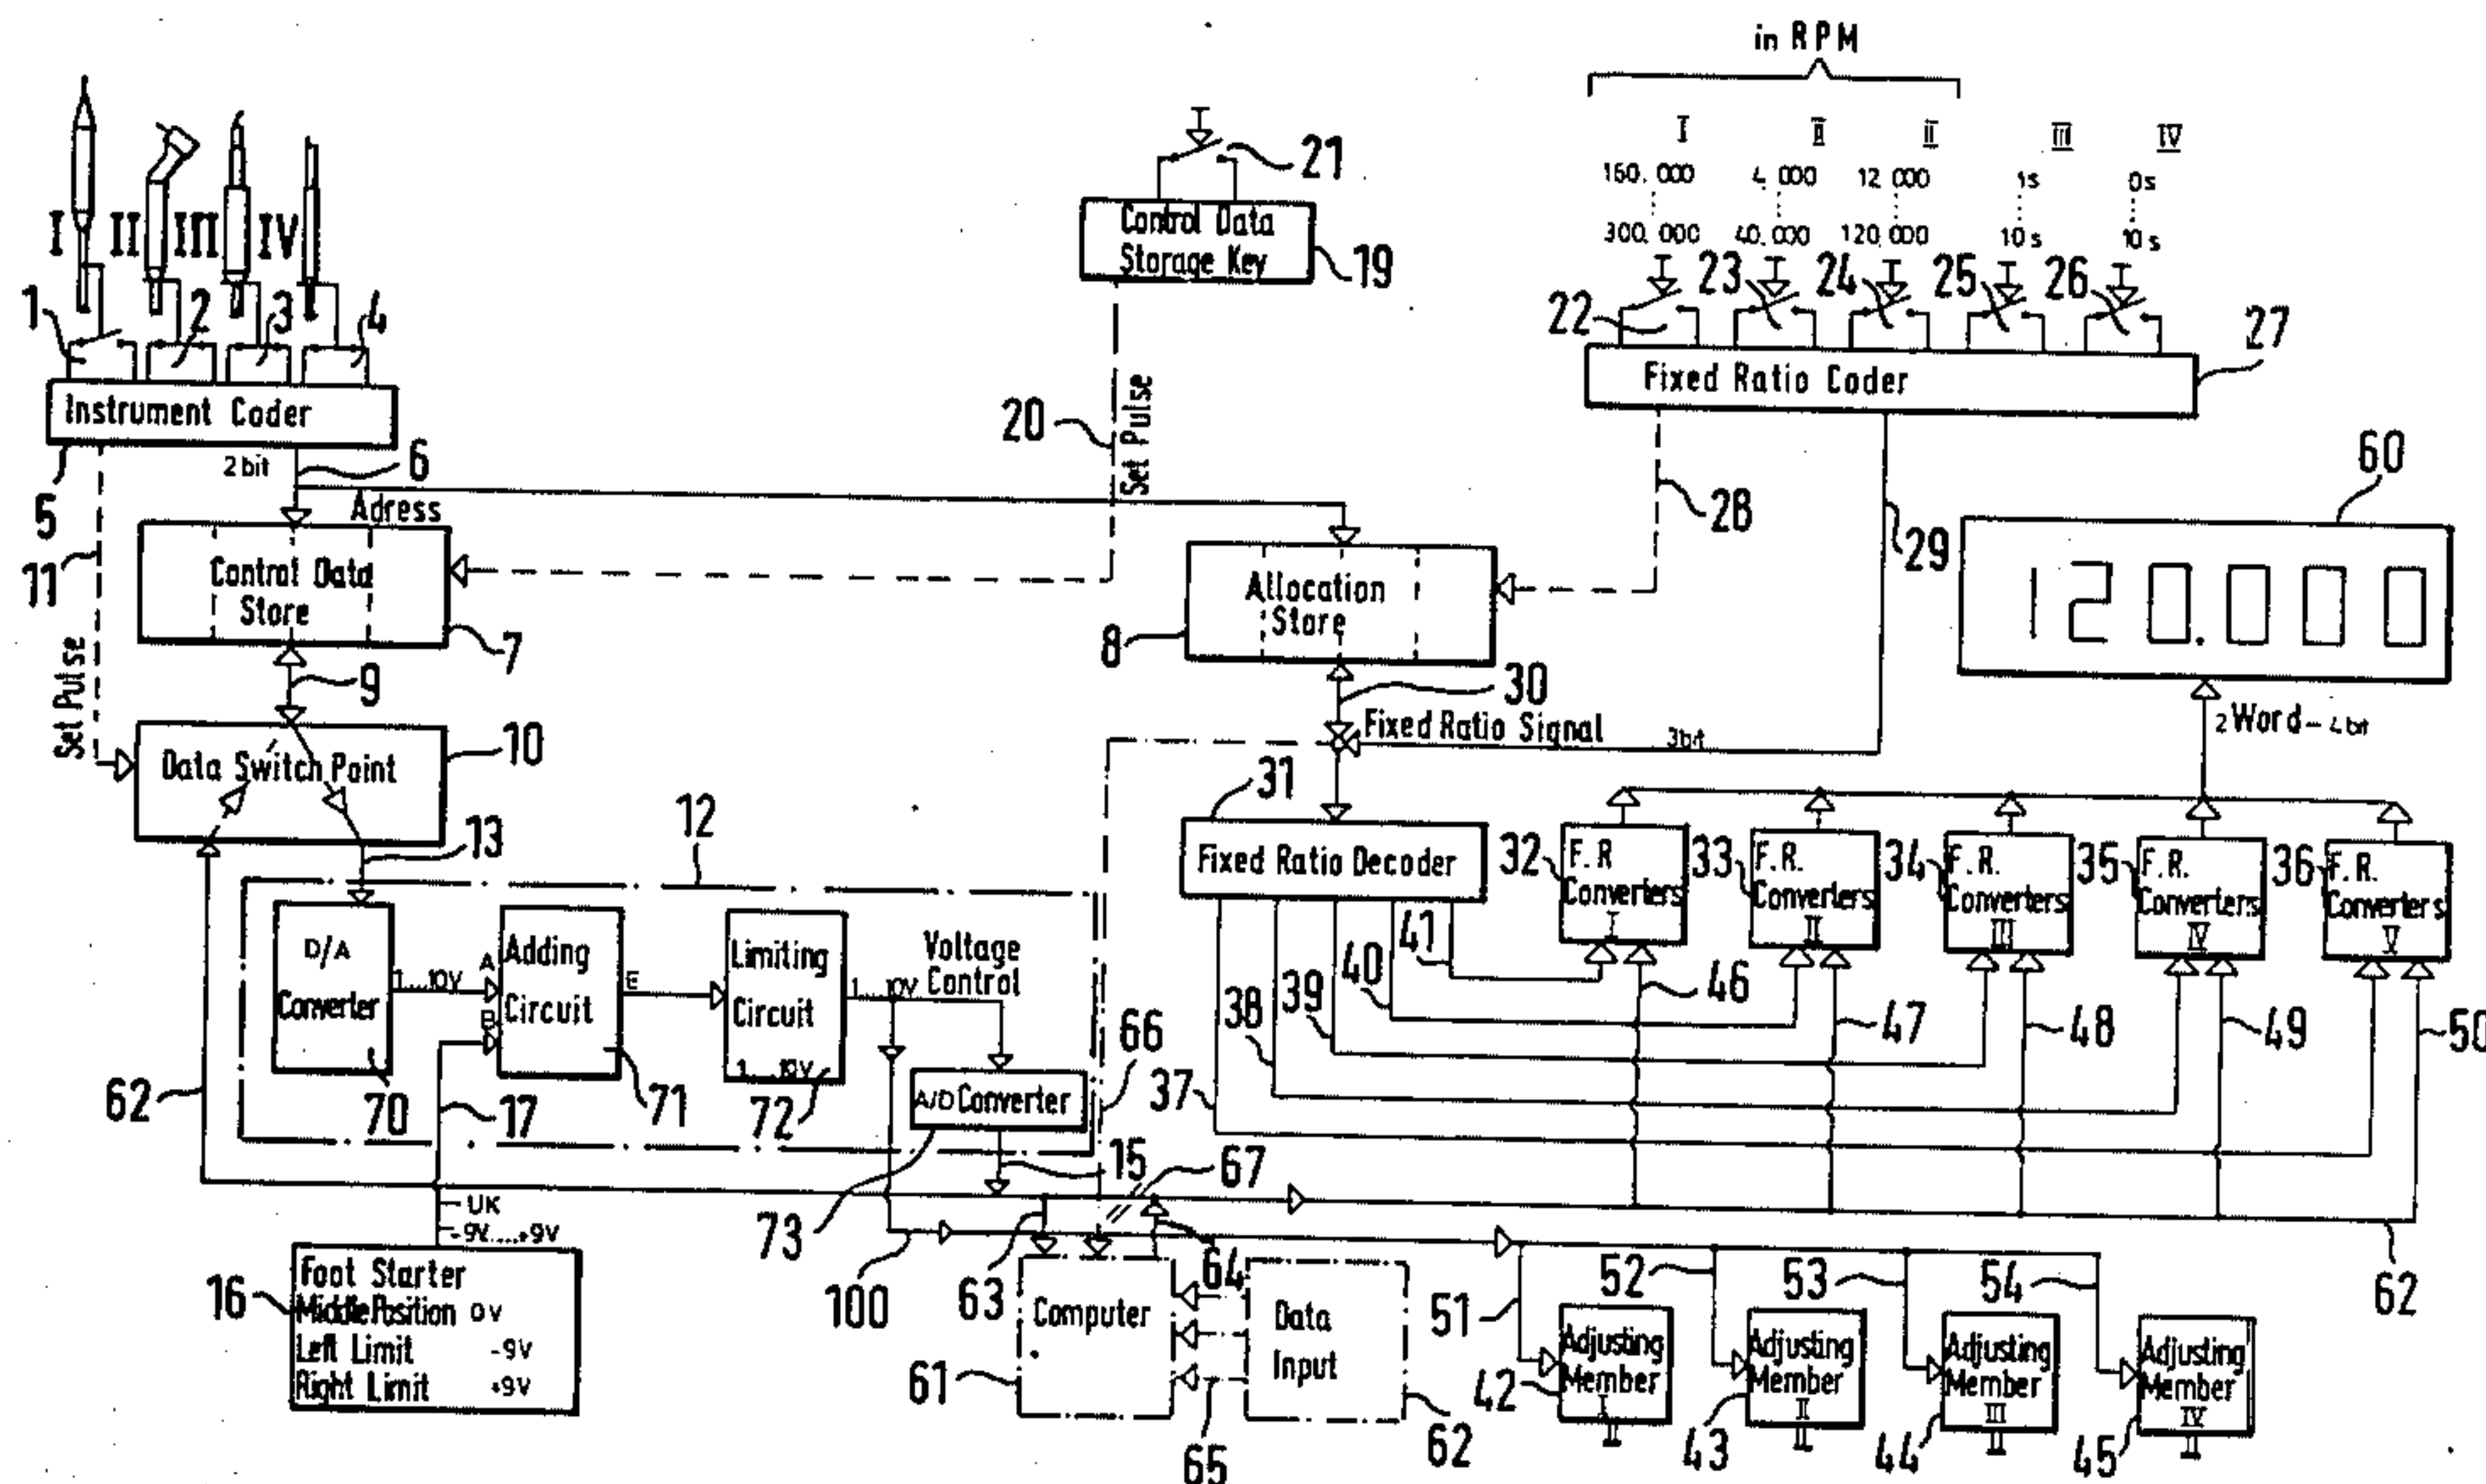 in RPM
I II II III IV
160.000 4.000 12 000 1s 0s
300.000 40.000 120.000 10s 10s
I II III IV
21
Control Data
Storage Key
19
1 2 3 4
22 23 24 25 26
27
Fixed Ratio Coder
Instrument Coder
5
2 bit
6
Adress
11
Set Pulse
20
Set Pulse
28
29
60
Control Data
Store
7
Allocation
Store
8
120.000
9
30
Fixed Ratio Signal
3bit
2 Word - 4 bit
Data Switch Point
10
13
12
31
Fixed Ratio Decoder
32
F.R
Converters
I
33
F.R.
Converters
II
34
F.R.
Converters
III
35
F.R.
Converters
IV
36
F.R.
Converters
V
D/A
Converter
70
1....10V
A
B
Adding
Circuit
71
E
Limiting
Circuit
1....10V
72
1....10V
Voltage
Control
A/D Converter
73
66
37 38 39 40 41
46 47 48 49 50
62
17
15
67
UK
-9V....+9V
16
Foot Starter
Middle Position 0V
Left Limit -9V
Right Limit +9V
100
63
64
Computer
61
65
Data
Input
62
62
51 52 53 54
Adjusting
Member
I
42
Adjusting
Member
II
43
Adjusting
Member
III
44
Adjusting
Member
IV
45